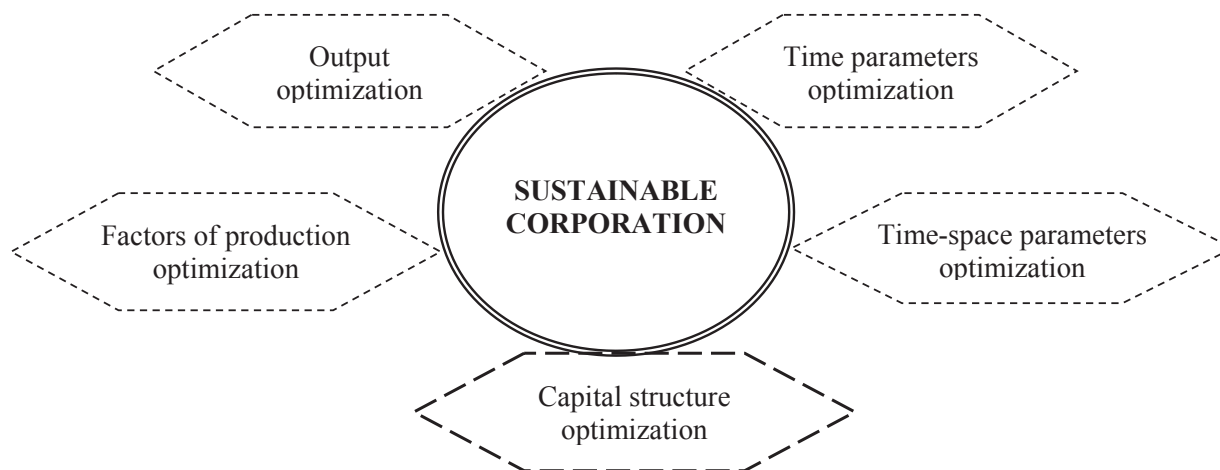 Output
optimization
Time parameters
optimization
SUSTAINABLE
CORPORATION
Factors of production
optimization
Time-space parameters
optimization
Capital structure
optimization